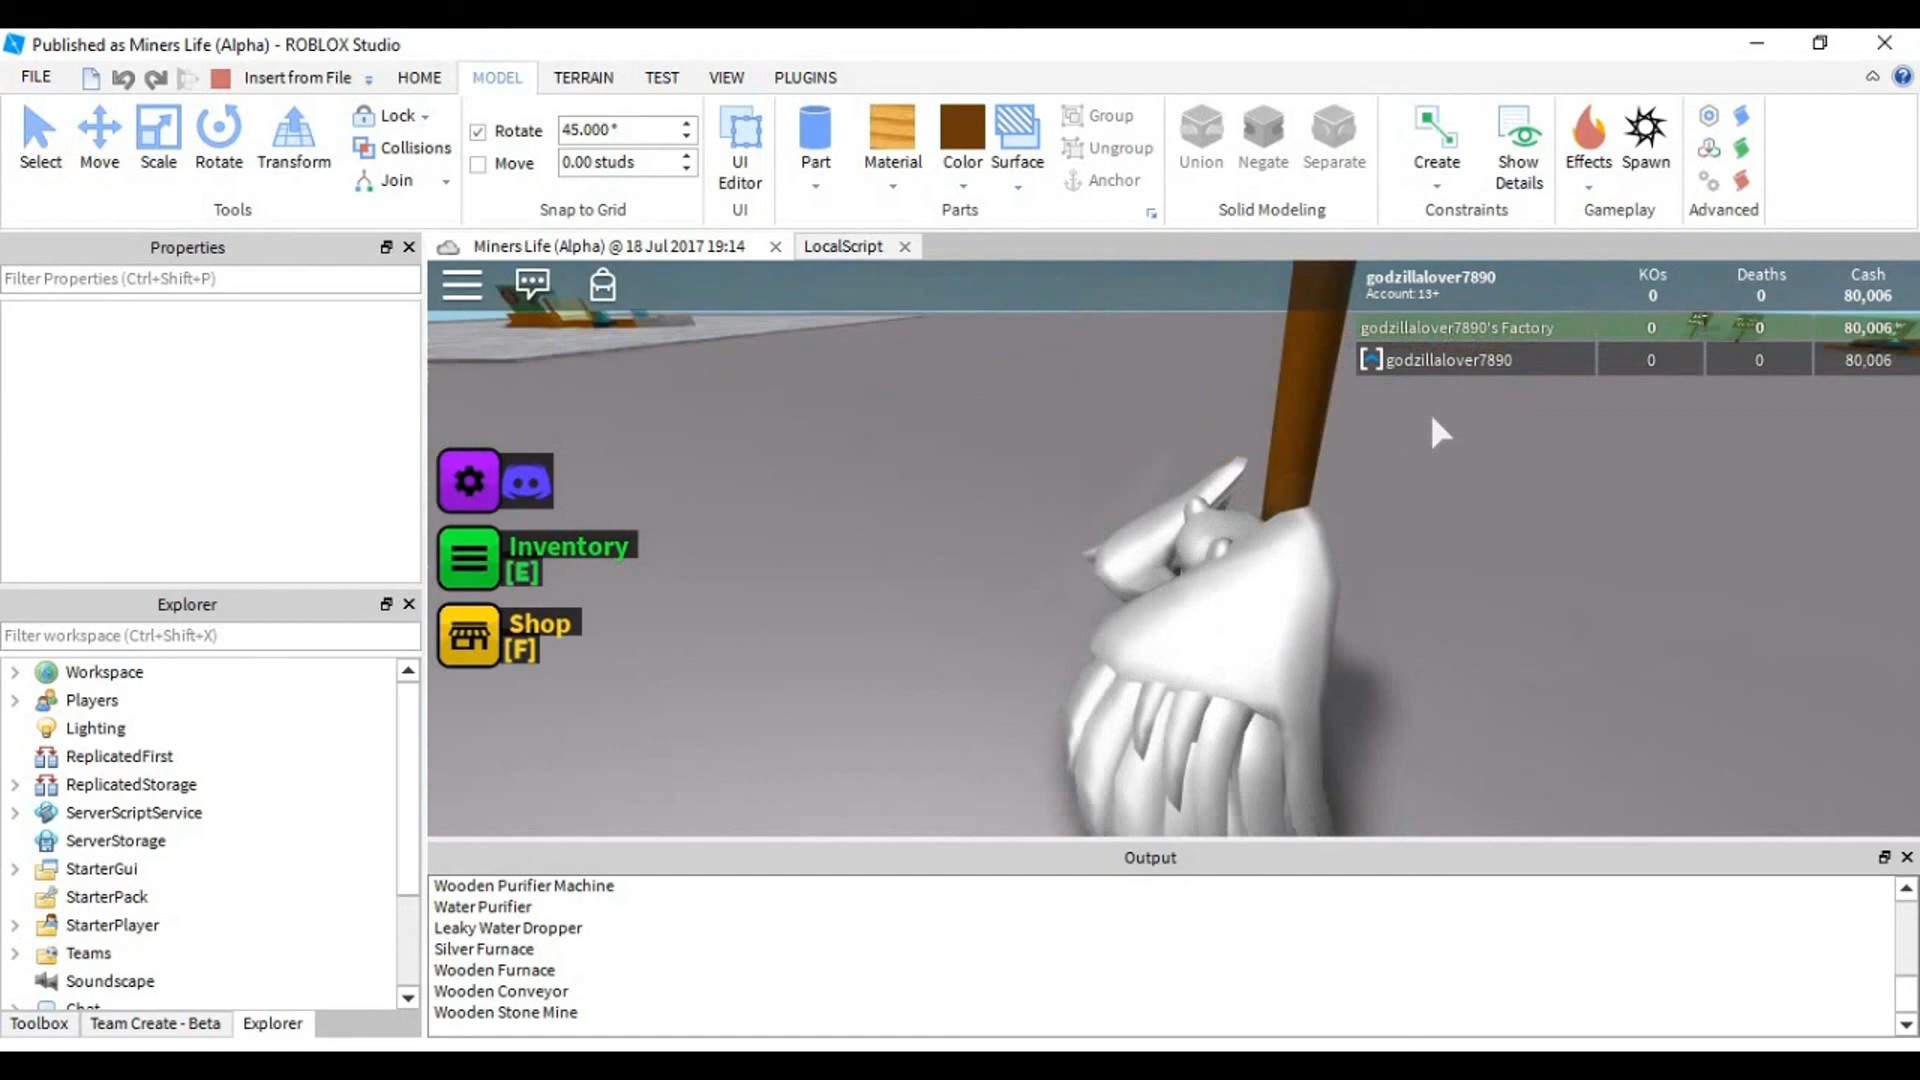 Published as Miners Life (Alpha) - ROBLOX Studio
FILE
Insert from File
HOME
MODEL
TERRAIN
TEST
VIEW
PLUGINS
Select
Move
Scale
Rotate
Transform
Lock
Collisions
Join
Tools
Rotate 45.000 °
Move 0.00 studs
Snap to Grid
UI Editor
UI
Part
Material
Color
Surface
Group
Ungroup
Anchor
Parts
Union
Negate
Separate
Solid Modeling
Create
Show Details
Constraints
Effects
Spawn
Gameplay
Advanced
Properties
Filter Properties (Ctrl+Shift+P)
Explorer
Filter workspace (Ctrl+Shift+X)
Workspace
Players
Lighting
ReplicatedFirst
ReplicatedStorage
ServerScriptService
ServerStorage
StarterGui
StarterPack
StarterPlayer
Teams
Soundscape
Chat
Toolbox
Team Create - Beta
Explorer
Miners Life (Alpha) @ 18 Jul 2017 19:14
LocalScript
godzillalover7890
Account: 13+
KOs
0
Deaths
0
Cash
80,006
godzillalover7890's Factory 0 0 80,006
godzillalover7890 0 0 80,006
Inventory
[E]
Shop
[F]
Output
Wooden Purifier Machine
Water Purifier
Leaky Water Dropper
Silver Furnace
Wooden Furnace
Wooden Conveyor
Wooden Stone Mine